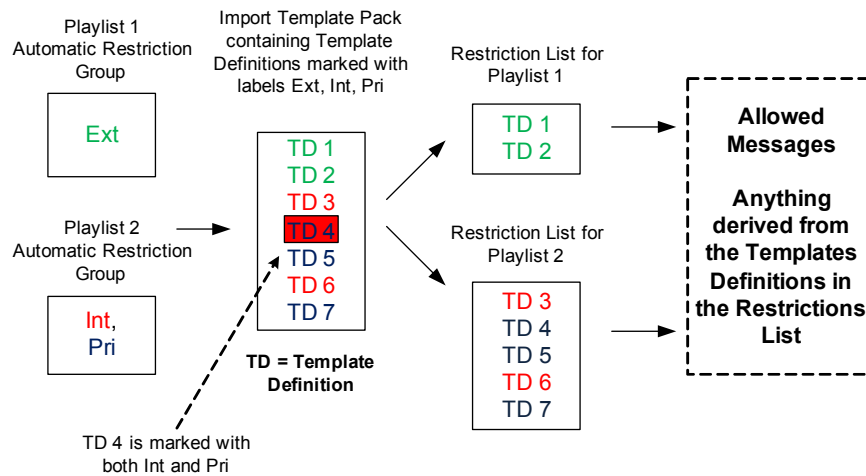 Playlist 1
Automatic Restriction
Group
Ext
Playlist 2
Automatic Restriction
Group
Int,
Pri
Import Template Pack
containing Template
Definitions marked with
labels Ext, Int, Pri
TD 1
TD 2
TD 3
TD 4
TD 5
TD 6
TD 7
TD = Template
Definition
TD 4 is marked with
both Int and Pri
Restriction List for
Playlist 1
TD 1
TD 2
Restriction List for
Playlist 2
TD 3
TD 4
TD 5
TD 6
TD 7
Allowed
Messages
Anything
derived from
the Templates
Definitions in
the Restrictions
List